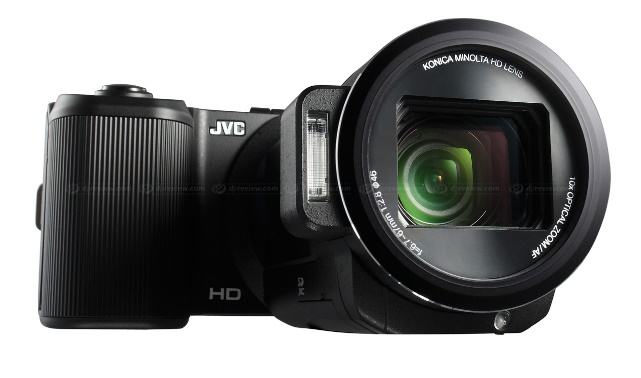 KONICA MINOLTA HD LENS
JVC
10x OPTICAL ZOOM/AF
f=6.7-67mm 1:2.8 φ46
HD